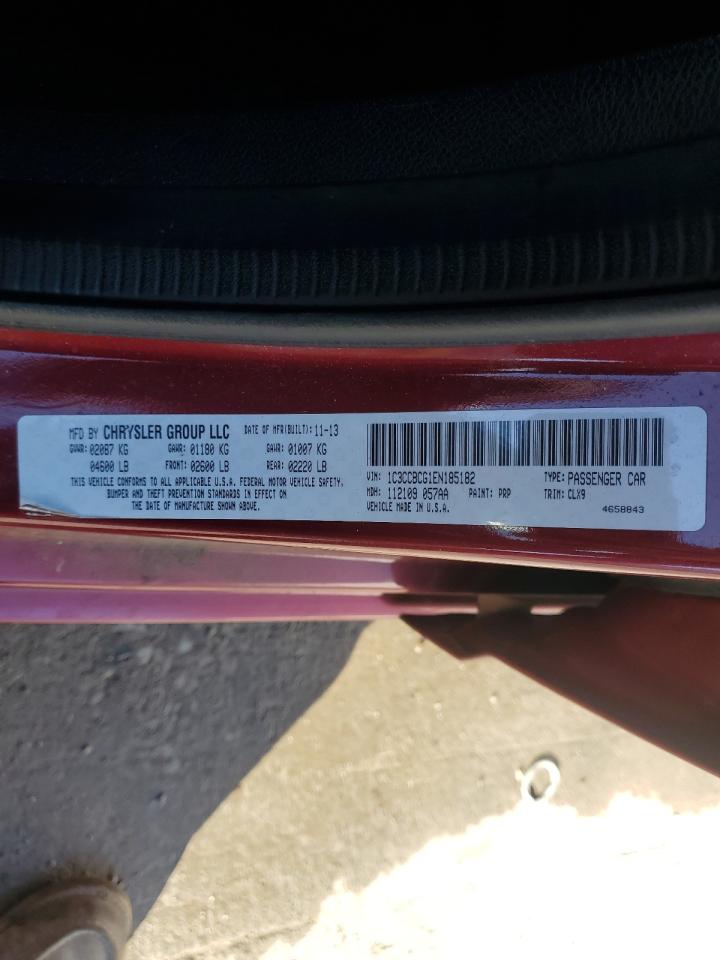 MFD BY CHRYSLER GROUP LLC DATE OF MFR(BUILT): 11-13
GVWR: 02087 KG GAWR: 01180 KG GAWR: 01007 KG
04600 LB FRONT: 02600 LB REAR: 02220 LB
THIS VEHICLE CONFORMS TO ALL APPLICABLE U.S.A. FEDERAL MOTOR VEHICLE SAFETY,
BUMPER AND THEFT PREVENTION STANDARDS IN EFFECT ON
THE DATE OF MANUFACTURE SHOWN ABOVE.
VIN: 1C3CCBCG1EN185182 TYPE: PASSENGER CAR
MDH: 112109 057AA PAINT: PRP TRIM: CLX9
VEHICLE MADE IN U.S.A. 4658843